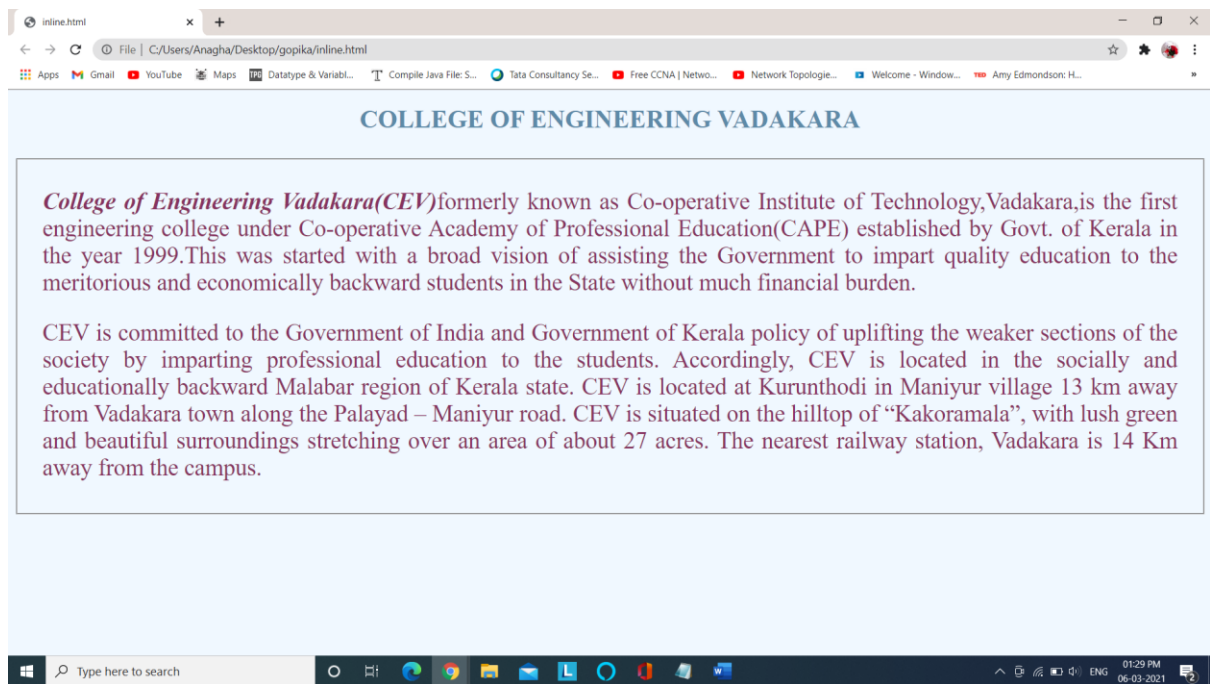 inline.html
File | C:/Users/Anagha/Desktop/gopika/inline.html
Apps Gmail YouTube Maps TPG Datatype & Variabl... T Compile Java File: S... Tata Consultancy Se... Free CCNA | Netwo... Network Topologie... Welcome - Window... TED Amy Edmondson: H... »
COLLEGE OF ENGINEERING VADAKARA
College of Engineering Vadakara(CEV)formerly known as Co-operative Institute of Technology,Vadakara,is the first
engineering college under Co-operative Academy of Professional Education(CAPE) established by Govt. of Kerala in
the year 1999.This was started with a broad vision of assisting the Government to impart quality education to the
meritorious and economically backward students in the State without much financial burden.
CEV is committed to the Government of India and Government of Kerala policy of uplifting the weaker sections of the
society by imparting professional education to the students. Accordingly, CEV is located in the socially and
educationally backward Malabar region of Kerala state. CEV is located at Kurunthodi in Maniyur village 13 km away
from Vadakara town along the Palayad – Maniyur road. CEV is situated on the hilltop of “Kakoramala”, with lush green
and beautiful surroundings stretching over an area of about 27 acres. The nearest railway station, Vadakara is 14 Km
away from the campus.
Type here to search
L
W
ENG
01:29 PM
06-03-2021
2